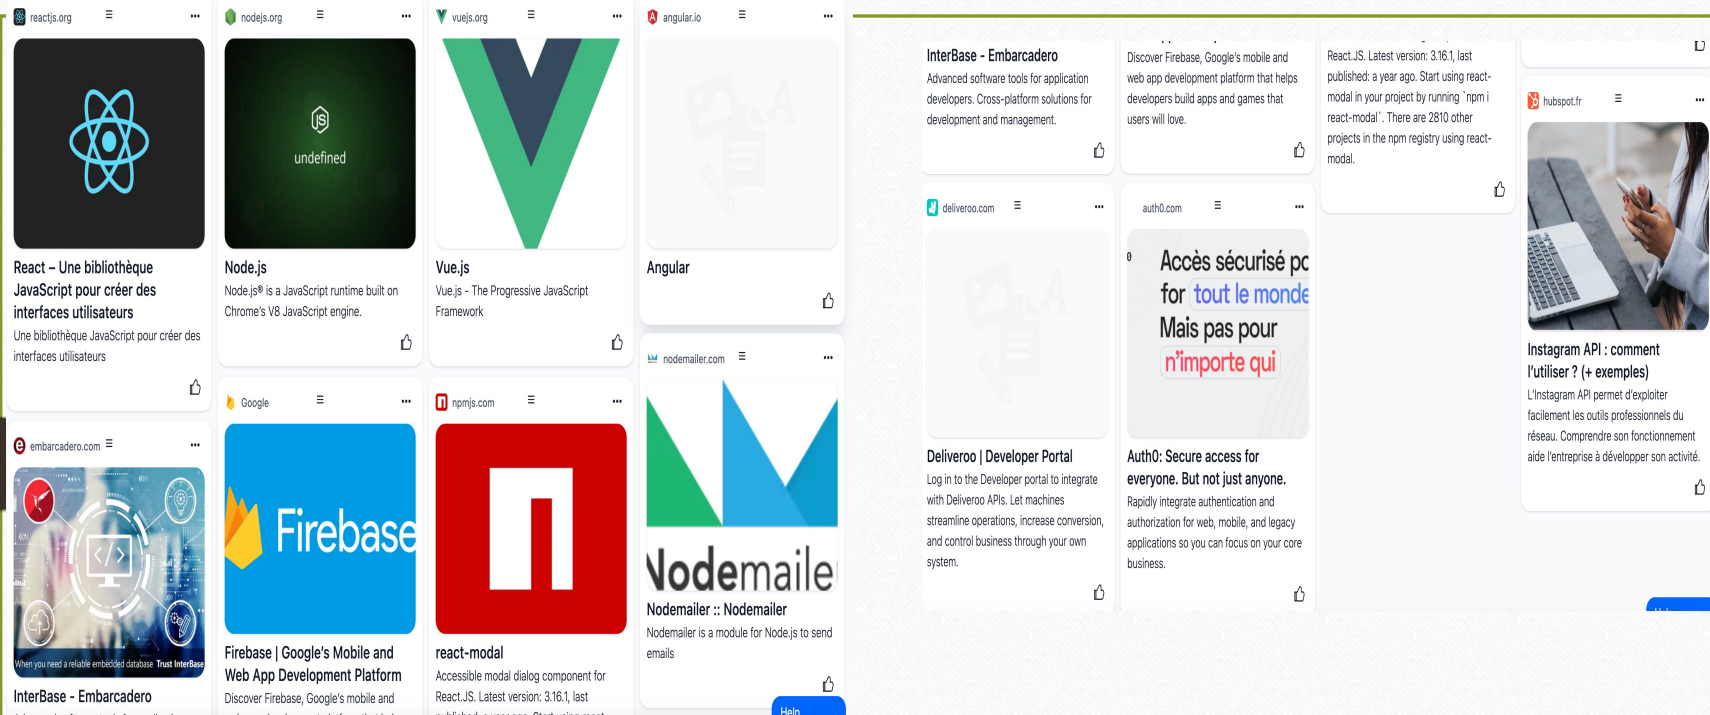 reactjs.org
React – Une bibliothèque
JavaScript pour créer des
interfaces utilisateurs
Une bibliothèque JavaScript pour créer des
interfaces utilisateurs
embarcadero.com
When you need a reliable embedded database Trust InterBase
InterBase - Embarcadero
nodejs.org
JS
undefined
Node.js
Node.js® is a JavaScript runtime built on
Chrome's V8 JavaScript engine.
Google
Firebase
Firebase | Google's Mobile and
Web App Development Platform
Discover Firebase, Google's mobile and
vuejs.org
Vue.js
Vue.js - The Progressive JavaScript
Framework
npmjs.com
react-modal
Accessible modal dialog component for
React.JS. Latest version: 3.16.1, last
angular.io
Angular
nodemailer.com
Nodemailer
Nodemailer :: Nodemailer
Nodemailer is a module for Node.js to send
emails
Help
InterBase - Embarcadero
Advanced software tools for application
developers. Cross-platform solutions for
development and management.
deliveroo.com
Deliveroo | Developer Portal
Log in to the Developer portal to integrate
with Deliveroo APIs. Let machines
streamline operations, increase conversion,
and control business through your own
system.
Discover Firebase, Google's mobile and
web app development platform that helps
developers build apps and games that
users will love.
auth0.com
Accès sécurisé po
for tout le monde
Mais pas pour
n'importe qui
Auth0: Secure access for
everyone. But not just anyone.
Rapidly integrate authentication and
authorization for web, mobile, and legacy
applications so you can focus on your core
business.
React.JS. Latest version: 3.16.1, last
published: a year ago. Start using react-
modal in your project by running `npm i
react-modal`. There are 2810 other
projects in the npm registry using react-
modal.
hubspot.fr
Instagram API : comment
l'utiliser ? (+ exemples)
L'Instagram API permet d'exploiter
facilement les outils professionnels du
réseau. Comprendre son fonctionnement
aide l'entreprise à développer son activité.